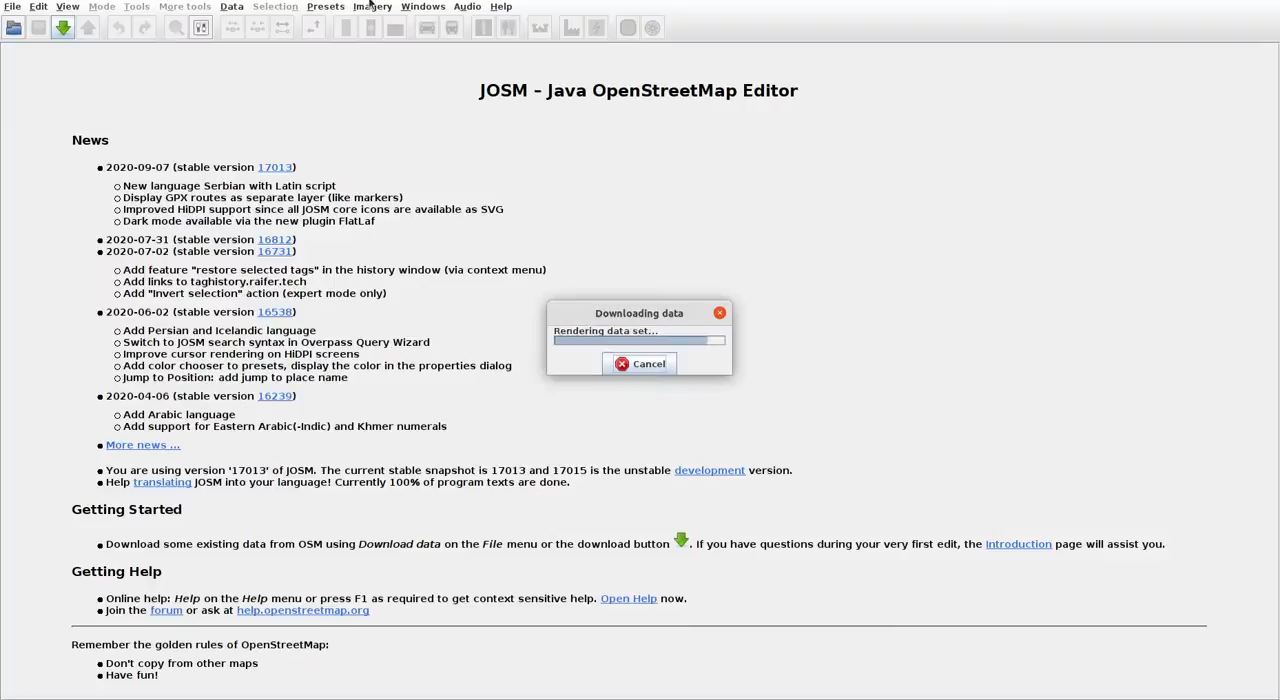 File Edit View Mode Tools More tools Data Selection Presets Imagery Windows Audio Help
JOSM – Java OpenStreetMap Editor
News
2020-09-07 (stable version 17013)
New language Serbian with Latin script
Display GPX routes as separate layer (like markers)
Improved HiDPI support since all JOSM core icons are available as SVG
Dark mode available via the new plugin FlatLaf
2020-07-31 (stable version 16812)
2020-07-02 (stable version 16731)
Add feature "restore selected tags" in the history window (via context menu)
Add links to taghistory.raifer.tech
Add "Invert selection" action (expert mode only)
2020-06-02 (stable version 16538)
Add Persian and Icelandic language
Switch to JOSM search syntax in Overpass Query Wizard
Improve cursor rendering on HiDPI screens
Add color chooser to presets, display the color in the properties dialog
Jump to Position: add jump to place name
2020-04-06 (stable version 16239)
Add Arabic language
Add support for Eastern Arabic(-Indic) and Khmer numerals
More news ...
Downloading data
Rendering data set...
Cancel
You are using version '17013' of JOSM. The current stable snapshot is 17013 and 17015 is the unstable development version.
Help translating JOSM into your language! Currently 100% of program texts are done.
Getting Started
Download some existing data from OSM using Download data on the File menu or the download button . If you have questions during your very first edit, the Introduction page will assist you.
Getting Help
Online help: Help on the Help menu or press F1 as required to get context sensitive help. Open Help now.
Join the forum or ask at help.openstreetmap.org
Remember the golden rules of OpenStreetMap:
Don't copy from other maps
Have fun!